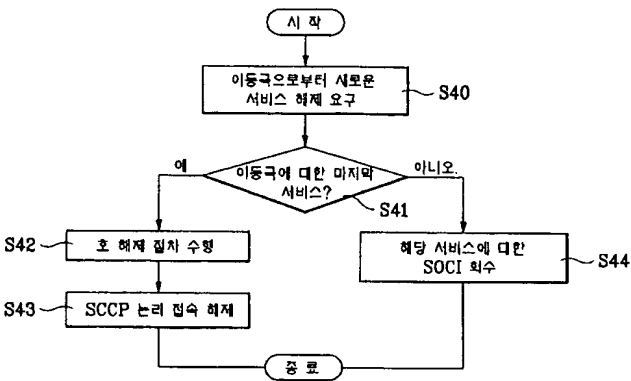 시 작
이동국으로부터 새로운
서비스 해제 요구
S40
예
이동국에 대한 마지막
서비스?
아니오.
S41
S42
호 해제 절차 수행
해당 서비스에 대한
SOCI 회수
S44
S43
SCCP 논리 접속 해제
종 료